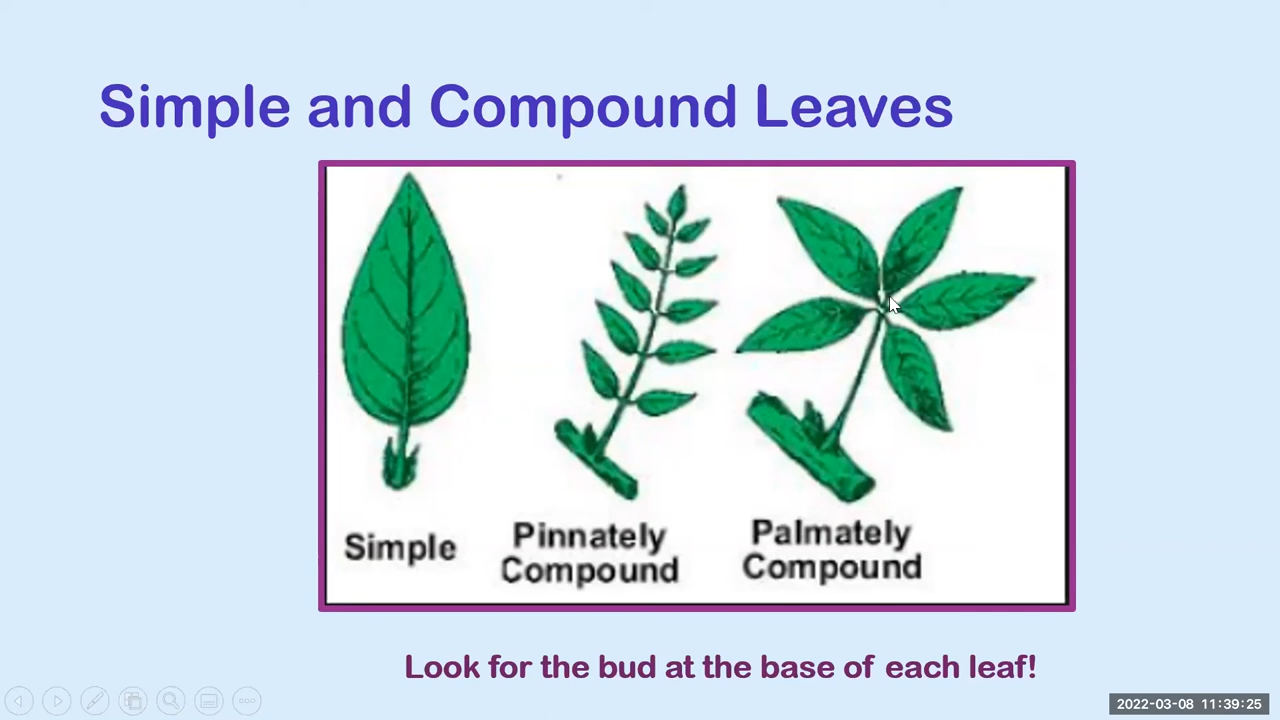 Simple and Compound Leaves
Simple
Pinnately
Compound
Palmately
Compound
Look for the bud at the base of each leaf!
2022-03-08 11:39:25